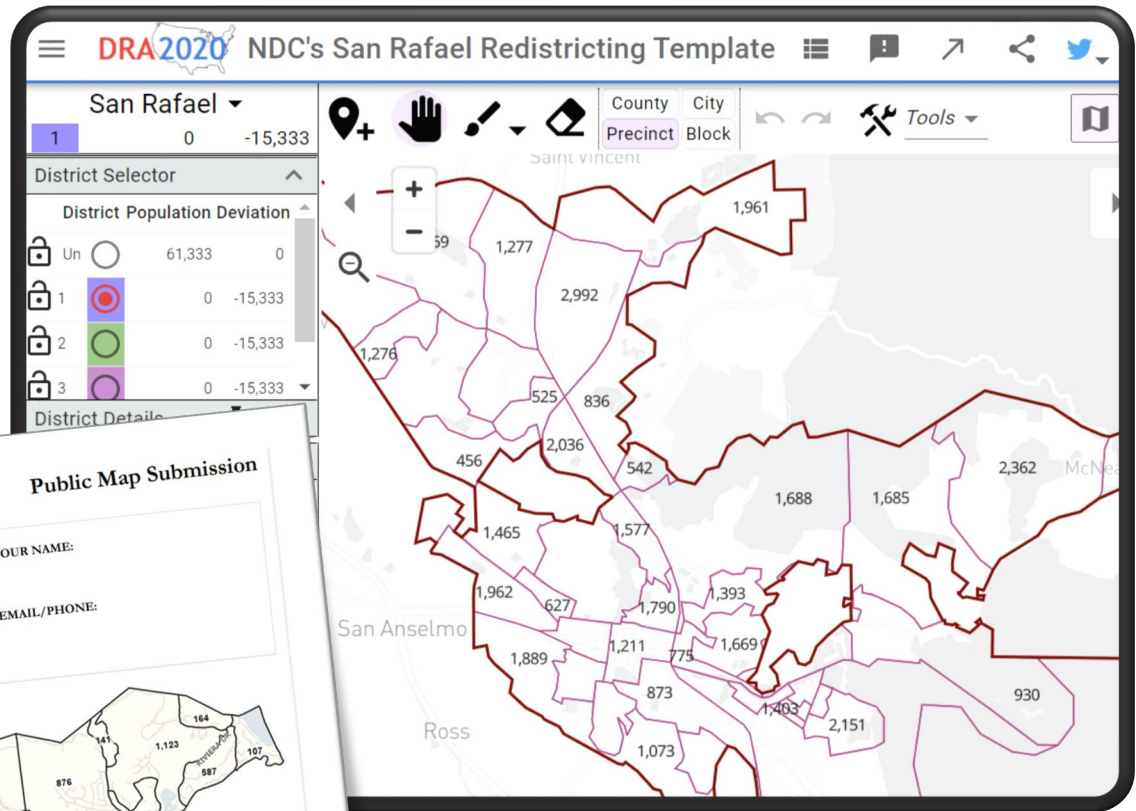 DRA2020 NDC's San Rafael Redistricting Template
San Rafael
1 0 -15,333
County City
Precinct Block
Tools
District Selector
District Population Deviation
Un 61,333 0
1 0 -15,333
2 0 -15,333
3 0 -15,333
District Details
+
−
Saint Vincent
1,961
59
1,277
2,992
1,276
525
836
2,036
456
542
2,362
McNea
1,688
1,685
1,465
1,577
1,962
627
1,790
1,393
San Anselmo
1,889
1,211
775
1,669
873
930
1,403
2,151
Ross
1,073
Public Map Submission
OUR NAME:
EMAIL/PHONE:
164
141
1,123
RIVIERA DR
107
587
876